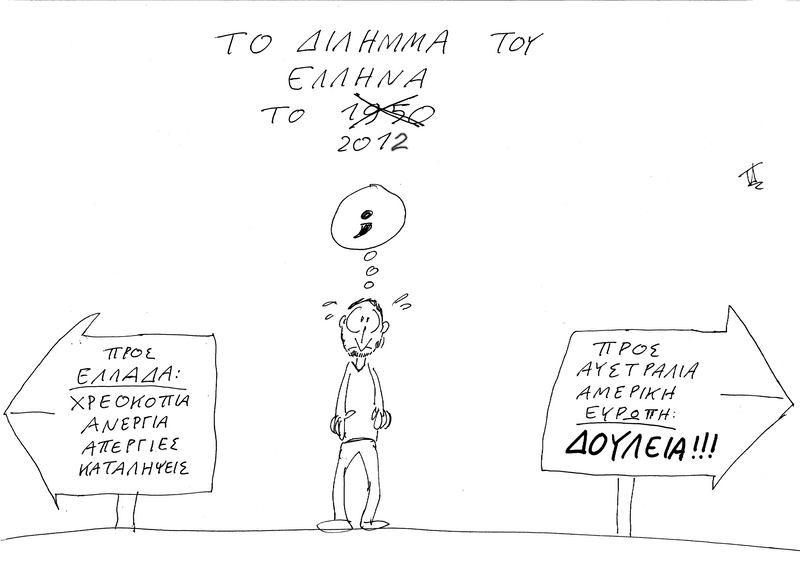 ΤΟ ΔΙΛΗΜΜΑ ΤΟΥ
ΕΛΛΗΝΑ
ΤΟ 1950
2012
;
ΠΡΟΣ
ΕΛΛΑΔΑ:
ΧΡΕΟΚΟΠΙΑ
ΑΝΕΡΓΙΑ
ΑΠΕΡΓΙΕΣ
ΚΑΤΑΛΗΨΕΙΣ
ΠΡΟΣ
ΑΥΣΤΡΑΛΙΑ
ΑΜΕΡΙΚΗ
ΕΥΡΩΠΗ:
ΔΟΥΛΕΙΑ!!!